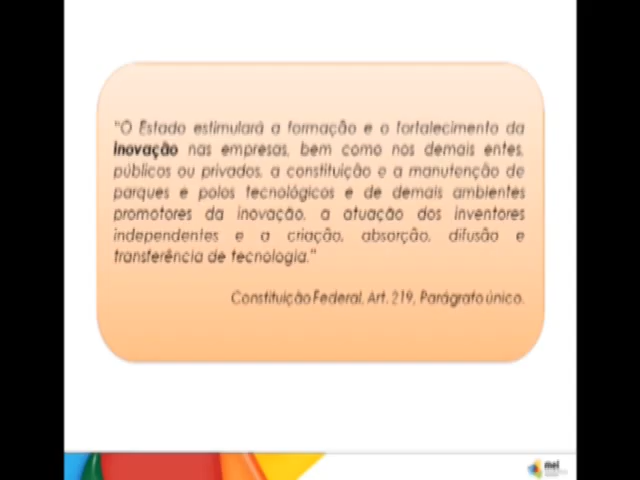 "O Estado estimulará a formação e o fortalecimento da
inovação nas empresas, bem como nos demais entes,
públicos ou privados, a constituição e a manutenção de
parques e polos tecnológicos e de demais ambientes
promotores da inovação, a atuação dos inventores
independentes e a criação, absorção, difusão e
transferência de tecnologia."
Constituição Federal, Art. 219, Parágrafo único.
mei